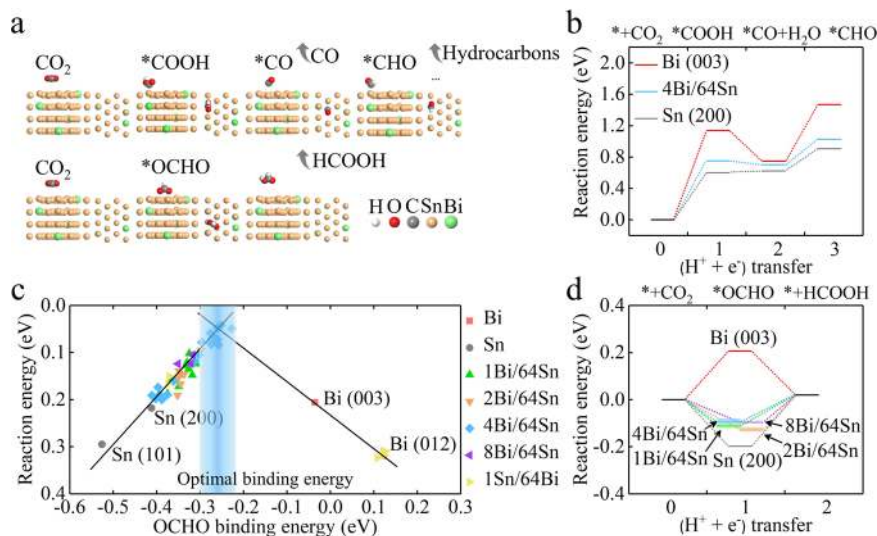 a
CO2 *COOH *CO CO *CHO Hydrocarbons
...
CO2 *OCHO HCOOH
H O C Sn Bi
b
*+CO2 *COOH *CO+H2O *CHO
Reaction energy (eV)
2.0
1.6
1.2
0.8
0.4
0.0
Bi (003)
4Bi/64Sn
Sn (200)
0 1 2 3
(H+ + e-) transfer
c
Reaction energy (eV)
0.0
0.1
0.2
0.3
0.4
Sn (200)
Sn (101)
Bi (003)
Bi (012)
Optimal binding energy
-0.6 -0.5 -0.4 -0.3 -0.2 -0.1 0.0 0.1 0.2 0.3
OCHO binding energy (eV)
Bi
Sn
1Bi/64Sn
2Bi/64Sn
4Bi/64Sn
8Bi/64Sn
1Sn/64Bi
d
*+CO2 *OCHO *+HCOOH
Reaction energy (eV)
0.4
0.2
0.0
-0.2
-0.4
Bi (003)
4Bi/64Sn 8Bi/64Sn
1Bi/64Sn 2Bi/64Sn
Sn (200)
0 1 2
(H+ + e-) transfer